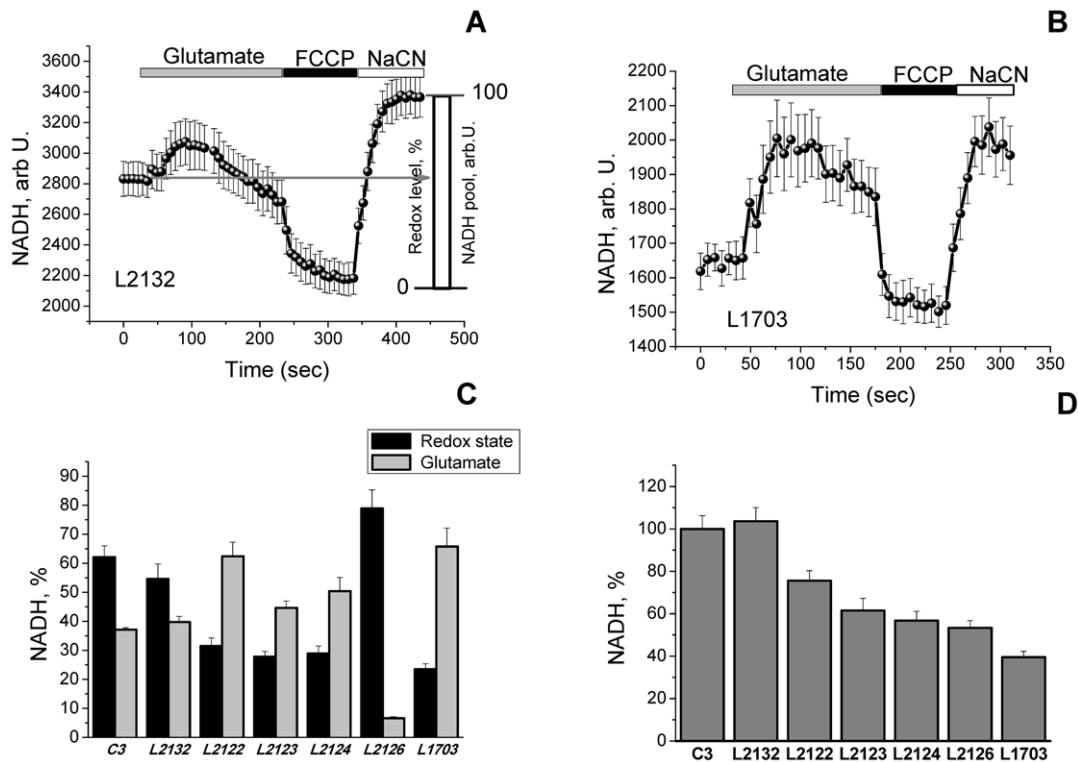 A
Glutamate FCCP NaCN
3600
3400
3200
3000
2800
2600
2400
2200
2000
NADH, arb U.
L2132
100
0
Redox level, %
NADH pool, arb.U.
0 100 200 300 400 500
Time (sec)
B
Glutamate FCCP NaCN
2200
2100
2000
1900
1800
1700
1600
1500
1400
NADH, arb. U.
L1703
0 50 100 150 200 250 300 350
Time (sec)
C
Redox state
Glutamate
90
80
70
60
50
40
30
20
10
0
NADH, %
C3 L2132 L2122 L2123 L2124 L2126 L1703
D
120
100
80
60
40
20
0
NADH, %
C3 L2132 L2122 L2123 L2124 L2126 L1703